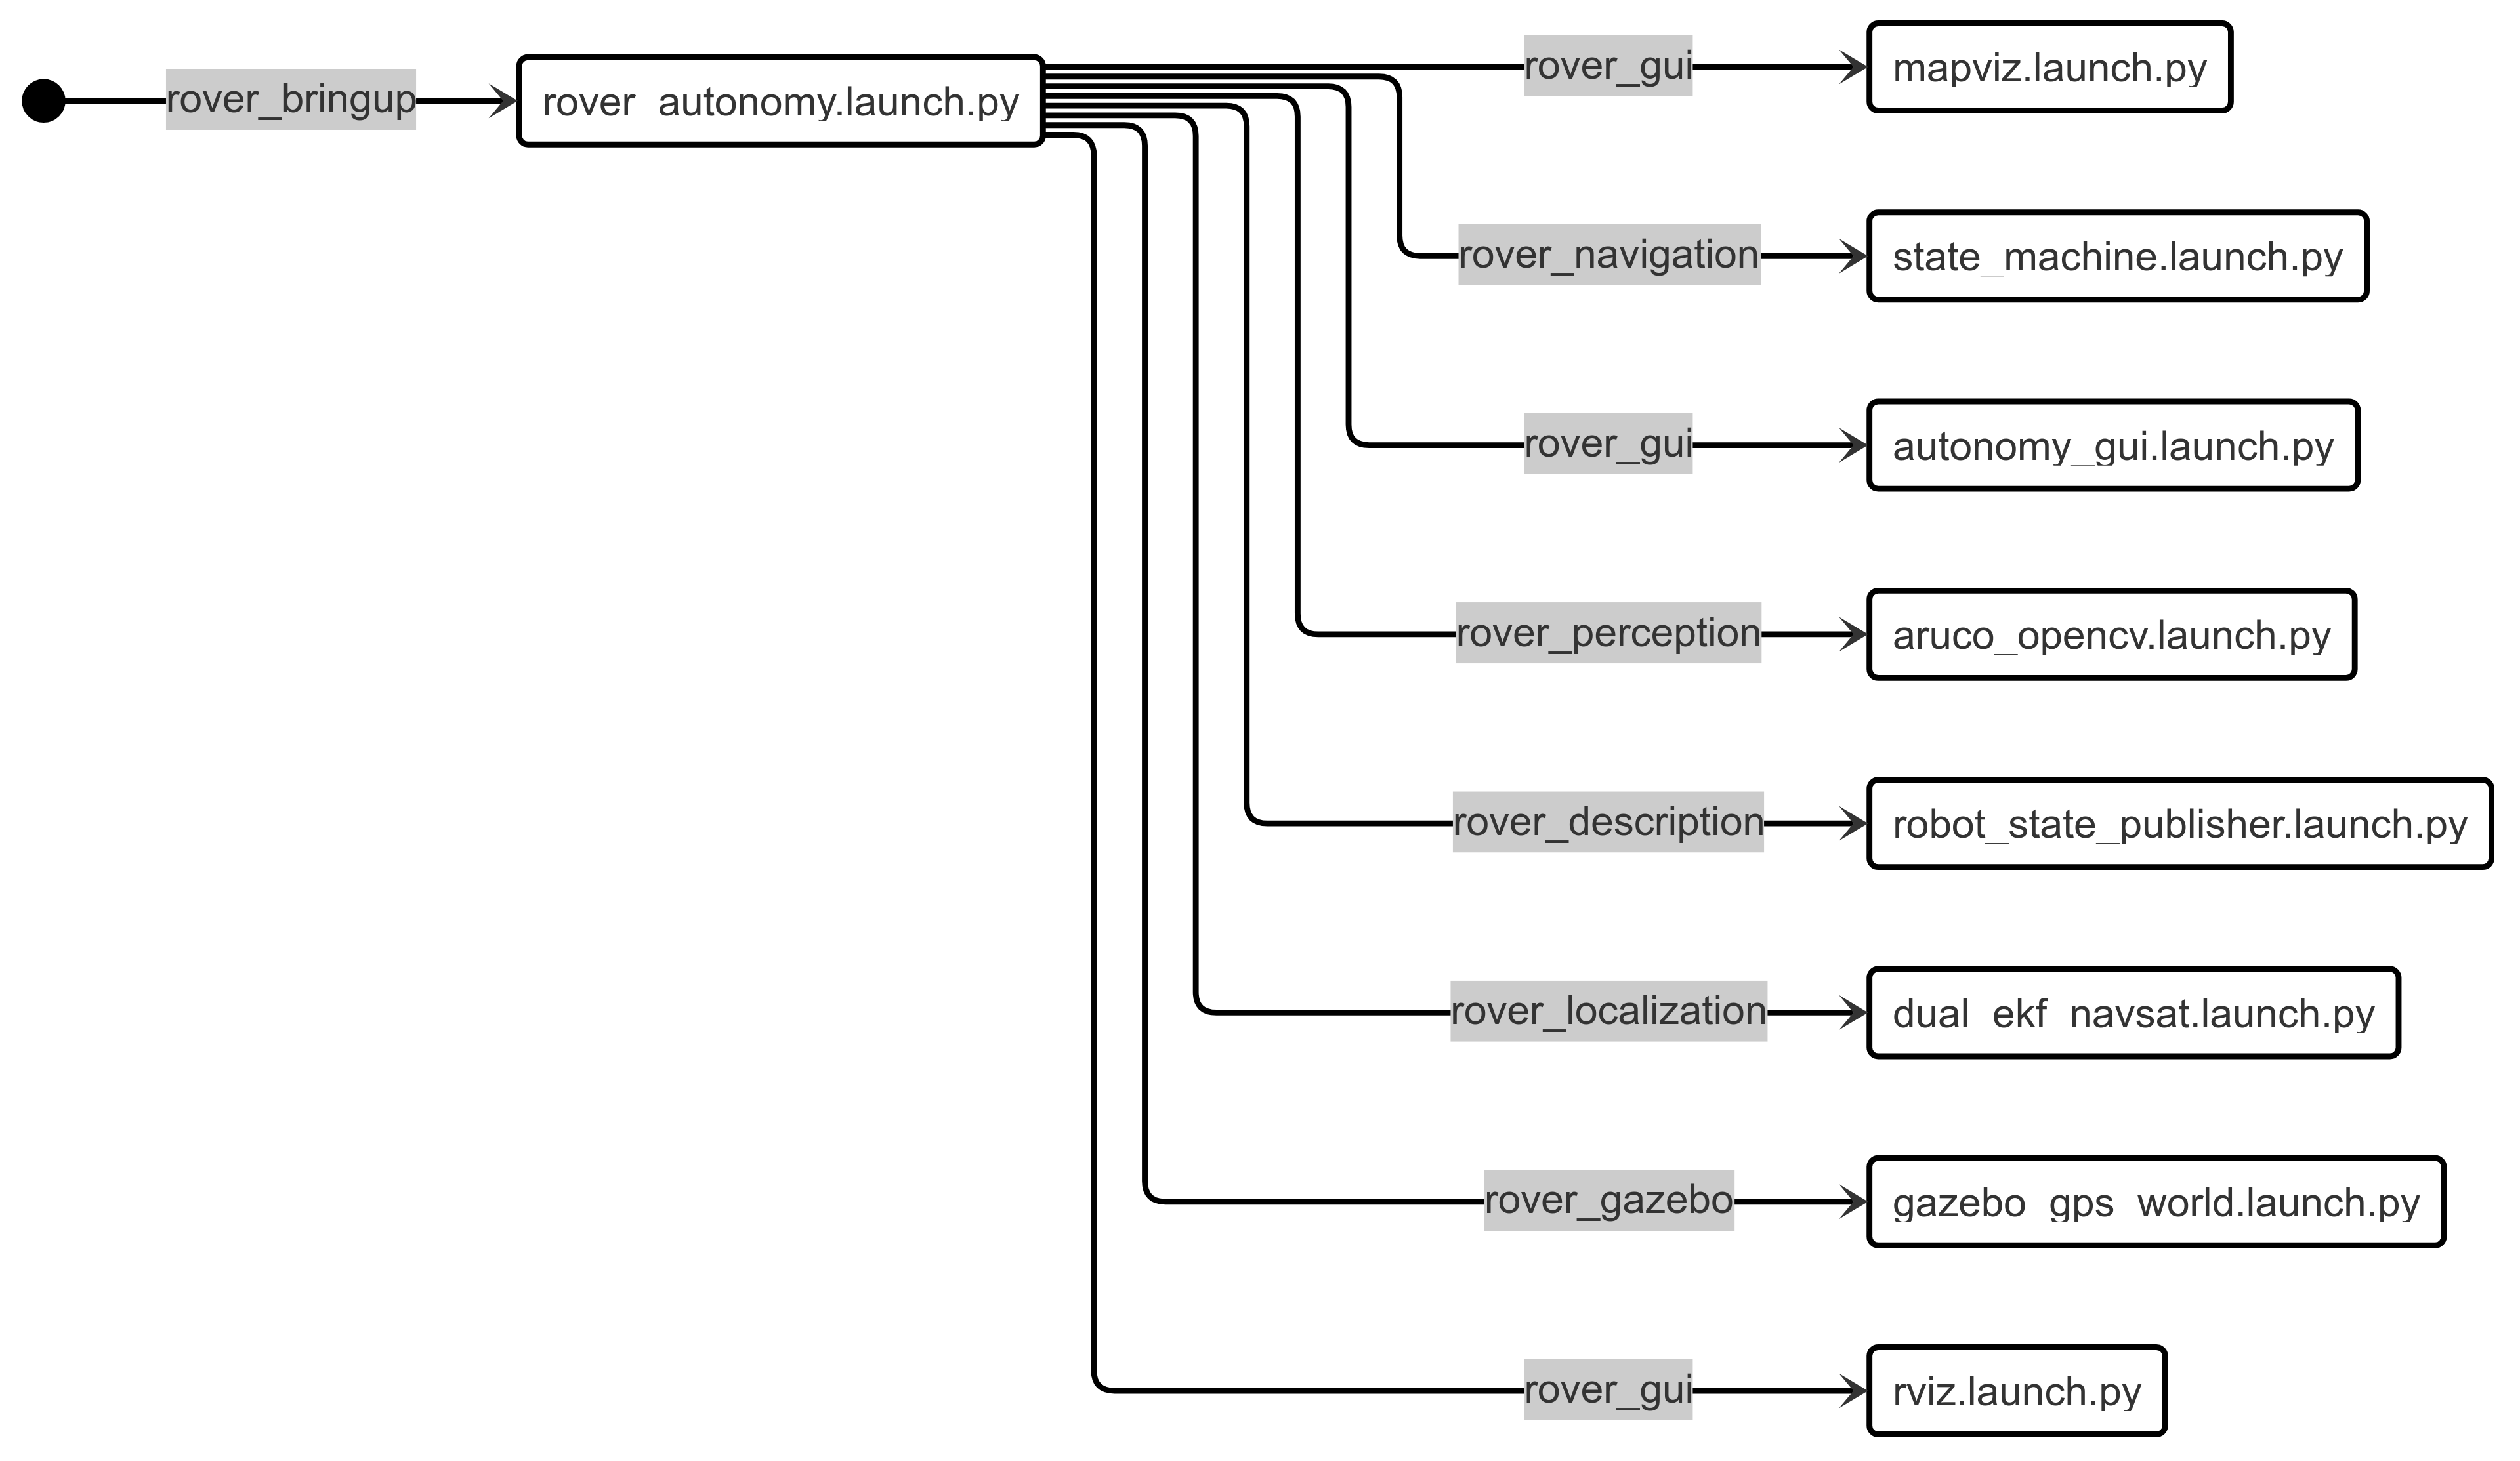 rover_bringup
rover_autonomy.launch.py
rover_gui
mapviz.launch.py
rover_navigation
state_machine.launch.py
rover_gui
autonomy_gui.launch.py
rover_perception
aruco_opencv.launch.py
rover_description
robot_state_publisher.launch.py
rover_localization
dual_ekf_navsat.launch.py
rover_gazebo
gazebo_gps_world.launch.py
rover_gui
rviz.launch.py